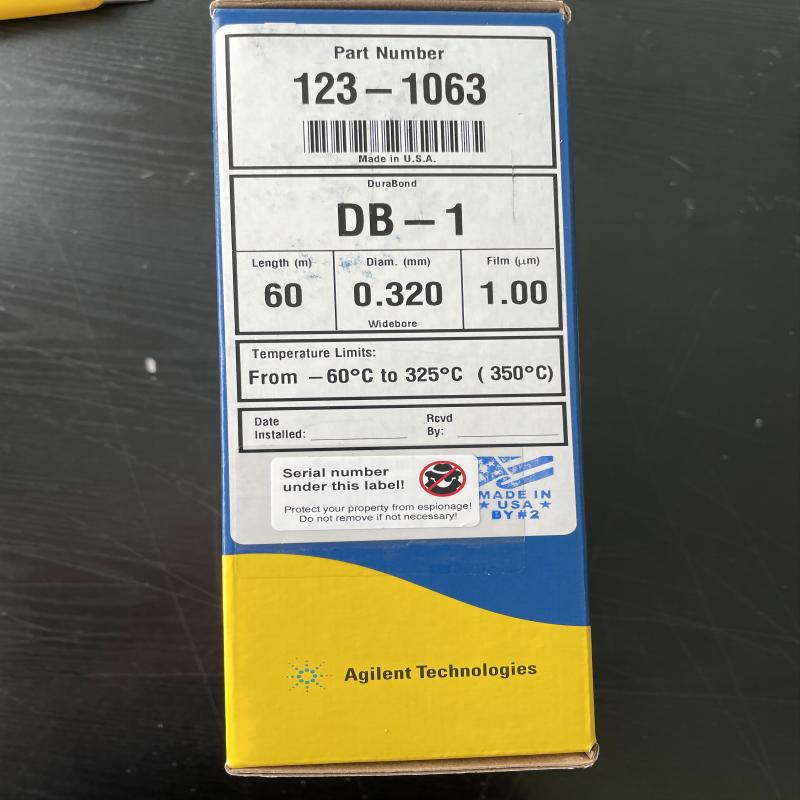 Part Number
123-1063
Made in U.S.A.
DuraBond
DB-1
Length (m) Diam. (mm) Film (µm)
60 0.320 1.00
Widebore
Temperature Limits:
From -60°C to 325°C (350°C)
Date Installed: Rcvd By:
Serial number
under this label!
Protect your property from espionage!
Do not remove if not necessary!
MADE IN
USA
BY #2
Agilent Technologies